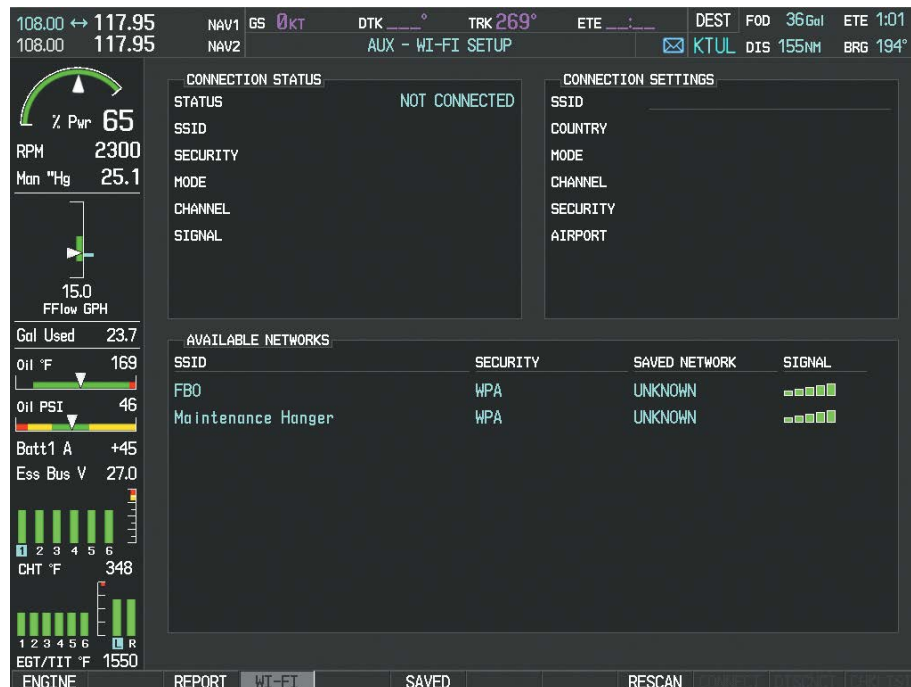 108.00 ↔ 117.95 NAV1 GS 0KT DTK ___° TRK 269° ETE __:__ DEST FOD 36Gal ETE 1:01
108.00 117.95 NAV2 AUX - WI-FI SETUP KTUL DIS 155NM BRG 194°
% Pwr 65
RPM 2300
Man "Hg 25.1
15.0
FFlow GPH
Gal Used 23.7
Oil °F 169
Oil PSI 46
Batt1 A +45
Ess Bus V 27.0
1 2 3 4 5 6
CHT °F 348
1 2 3 4 5 6 L R
EGT/TIT °F 1550
CONNECTION STATUS
STATUS NOT CONNECTED
SSID
SECURITY
MODE
CHANNEL
SIGNAL
CONNECTION SETTINGS
SSID
COUNTRY
MODE
CHANNEL
SECURITY
AIRPORT
AVAILABLE NETWORKS
SSID SECURITY SAVED NETWORK SIGNAL
FBO WPA UNKNOWN
Maintenance Hanger WPA UNKNOWN
ENGINE REPORT WI-FI SAVED RESCAN CONNECT DISCNCT CHKLIST